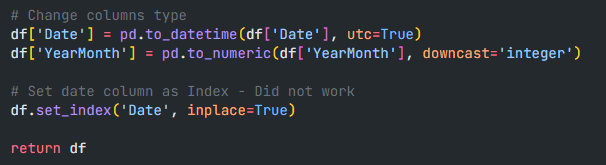 # Change columns type
df['Date'] = pd.to_datetime(df['Date'], utc=True)
df['YearMonth'] = pd.to_numeric(df['YearMonth'], downcast='integer')
# Set date column as Index - Did not work
df.set_index('Date', inplace=True)
return df